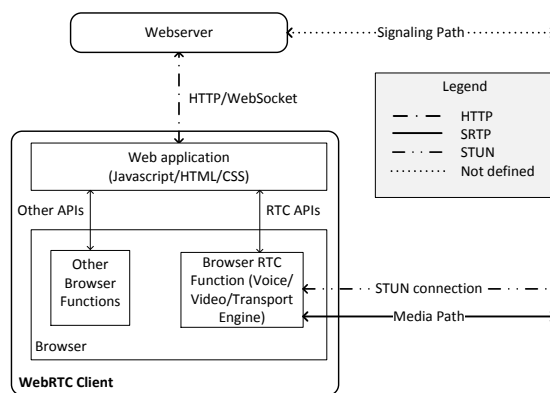 Webserver
Signaling Path
HTTP/WebSocket
Legend
HTTP
SRTP
STUN
Not defined
Web application
(Javascript/HTML/CSS)
Other APIs
RTC APIs
Other
Browser
Functions
Browser RTC
Function (Voice/
Video/Transport
Engine)
STUN connection
Media Path
Browser
WebRTC Client